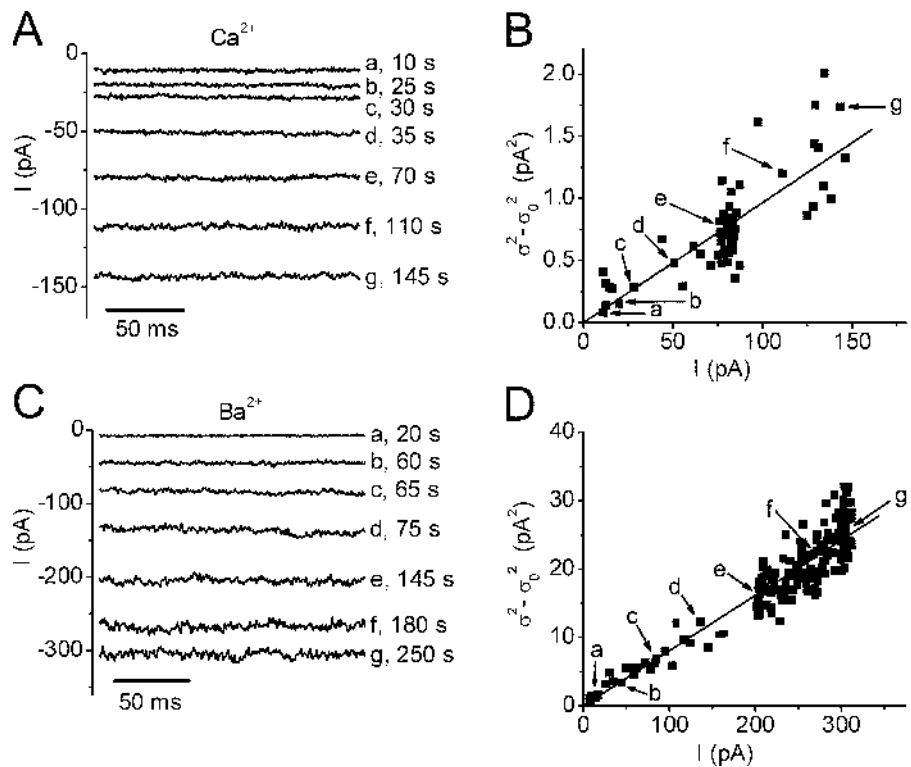 A
Ca²⁺
I (pA)
0
-50
-100
-150
a, 10 s
b, 25 s
c, 30 s
d, 35 s
e, 70 s
f, 110 s
g, 145 s
50 ms
B
σ² - σ₀² (pA²)
2.0
1.5
1.0
0.5
0.0
g
f
e
d
c
b
a
0 50 100 150
I (pA)
C
Ba²⁺
I (pA)
0
-100
-200
-300
a, 20 s
b, 60 s
c, 65 s
d, 75 s
e, 145 s
f, 180 s
g, 250 s
50 ms
D
σ² - σ₀² (pA²)
40
30
20
10
0
g
f
e
d
c
a
b
0 100 200 300
I (pA)